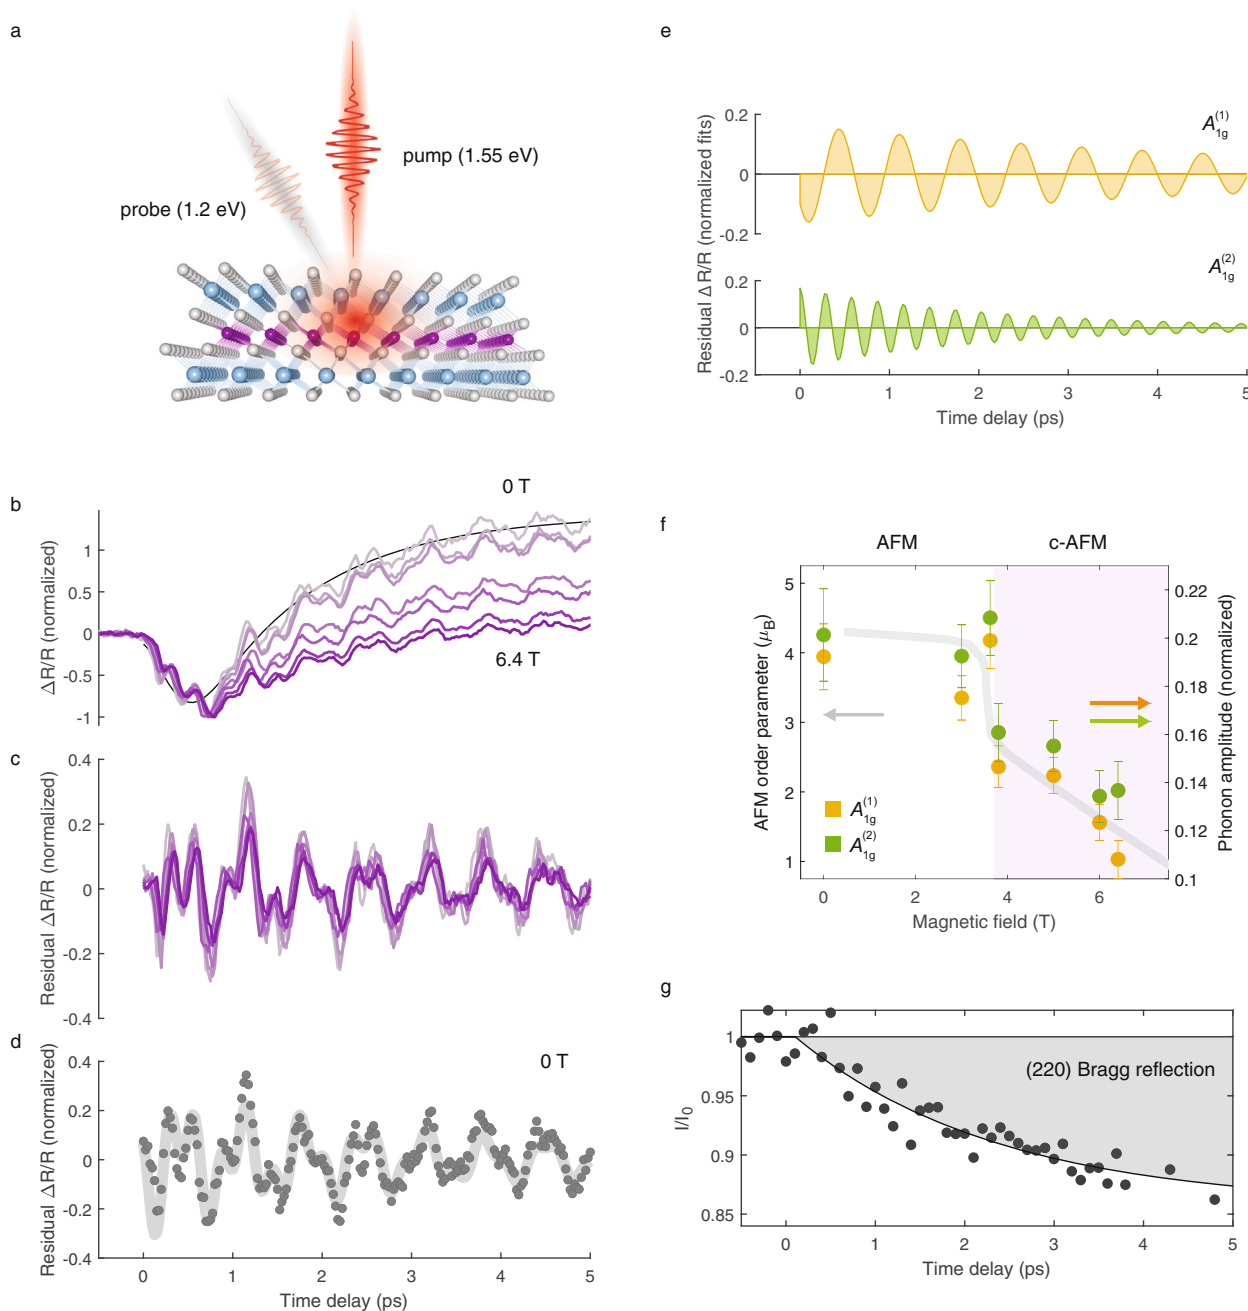 a
pump (1.55 eV)
probe (1.2 eV)
b
0 T
6.4 T
ΔR/R (normalized)
1
0.5
0
-0.5
-1
c
Residual ΔR/R (normalized)
0.4
0.2
0
-0.2
-0.4
d
0 T
Residual ΔR/R (normalized)
0.4
0.2
0
-0.2
-0.4
0 1 2 3 4 5
Time delay (ps)
e
Residual ΔR/R (normalized fits)
0.2
0
-0.2
A1g(1)
0.2
0
-0.2
A1g(2)
0 1 2 3 4 5
Time delay (ps)
f
AFM c-AFM
AFM order parameter (μB)
5
4
3
2
1
A1g(1)
A1g(2)
0.22
0.2
0.18
0.16
0.14
0.12
0.1
Phonon amplitude (normalized)
0 2 4 6
Magnetic field (T)
g
(220) Bragg reflection
I/I0
1
0.95
0.9
0.85
0 1 2 3 4 5
Time delay (ps)